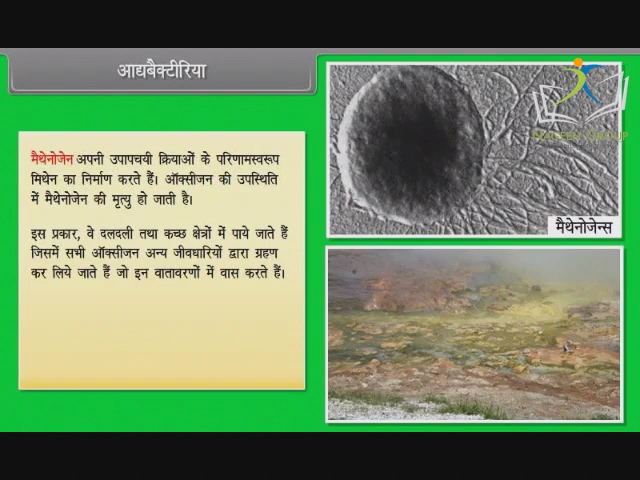 आद्यबैक्टीरिया
मैथेनोजेन अपनी उपापचयी क्रियाओं के परिणामस्वरूप
मिथेन का निर्माण करते हैं। ऑक्सीजन की उपस्थिति
में मैथेनोजेन की मृत्यु हो जाती है।
इस प्रकार, वे दलदली तथा कच्छ क्षेत्रों में पाये जाते हैं
जिसमें सभी ऑक्सीजन अन्य जीवधारियों द्वारा ग्रहण
कर लिये जाते हैं जो इन वातावरणों में वास करते हैं।
मैथेनोजेन्स